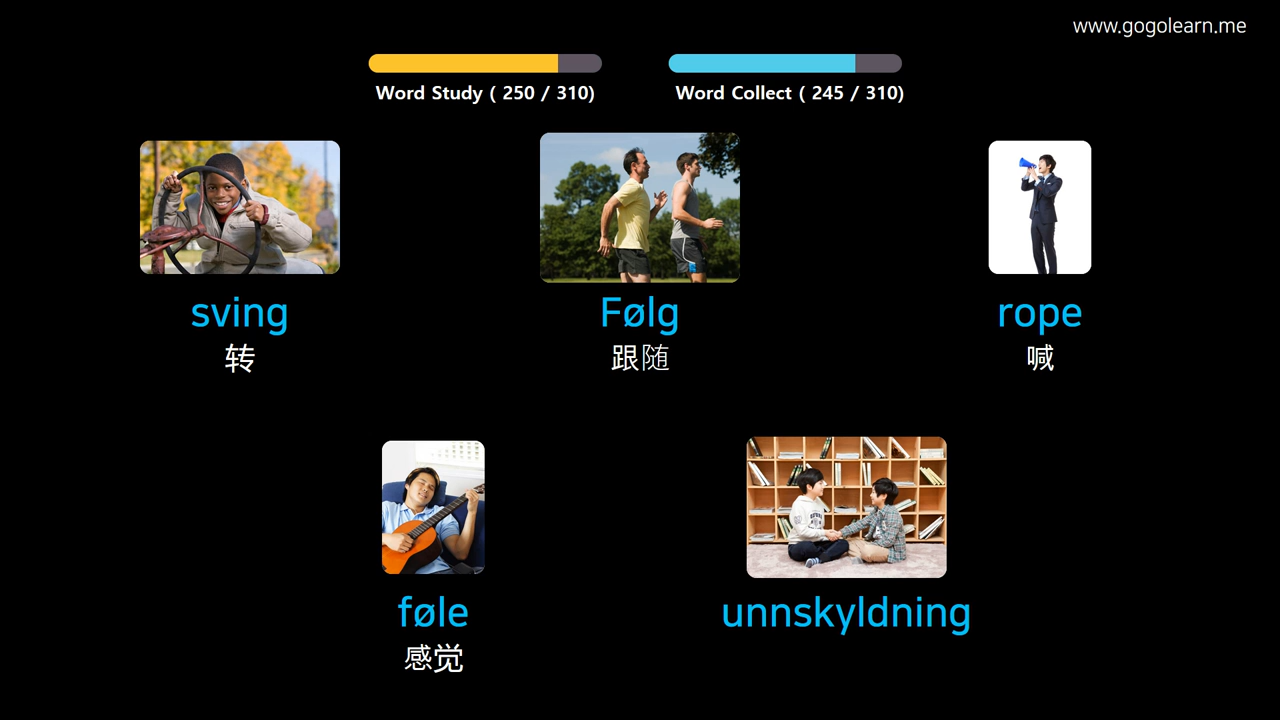 www.gogolearn.me
Word Study ( 250 / 310)
Word Collect ( 245 / 310)
sving
转
Følg
跟随
rope
喊
føle
感觉
unnskyldning